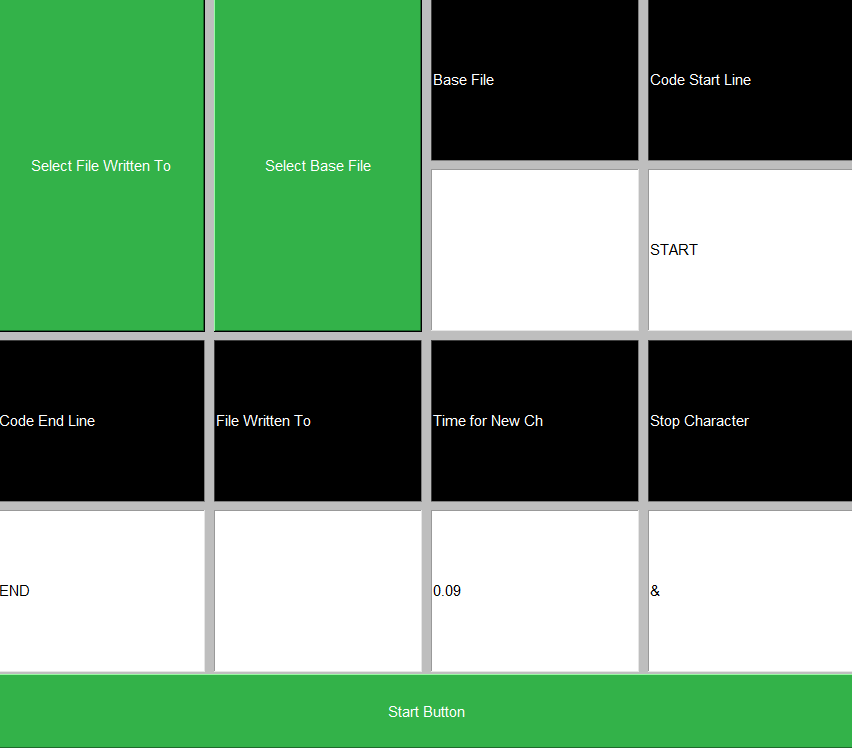 Select File Written To
Select Base File
Base File
Code Start Line
START
Code End Line
File Written To
Time for New Ch
Stop Character
END
0.09
&
Start Button